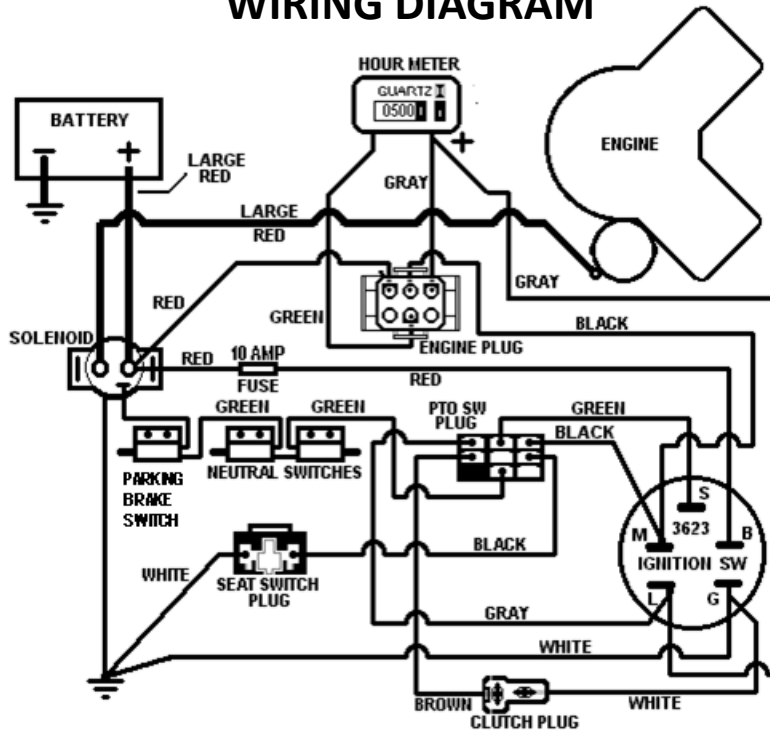 WIRING DIAGRAM
HOUR METER
QUARTZ
0500
BATTERY
- +
ENGINE
LARGE
RED
+
GRAY
LARGE
RED
GRAY
RED
GREEN
BLACK
SOLENOID
ENGINE PLUG
RED
10 AMP
FUSE
RED
GREEN
GREEN
PTO SW
PLUG
GREEN
BLACK
PARKING
BRAKE
SWITCH
NEUTRAL SWITCHES
S
M
3623
B
IGNITION SW
L
G
WHITE
SEAT SWITCH
PLUG
BLACK
GRAY
WHITE
BROWN
CLUTCH PLUG
WHITE